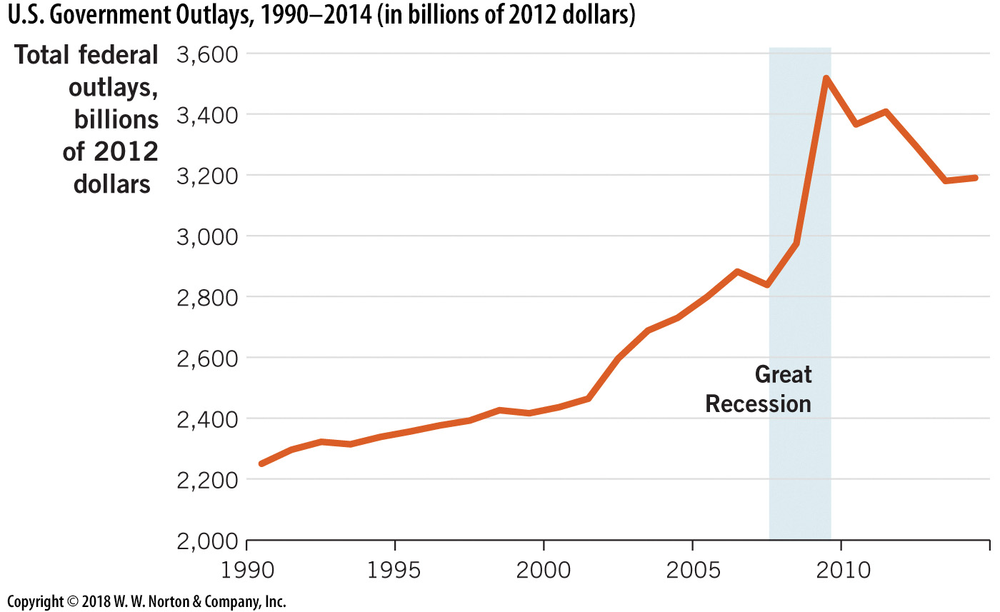 U.S. Government Outlays, 1990–2014 (in billions of 2012 dollars)
Total federal
outlays,
billions
of 2012
dollars
3,600
3,400
3,200
3,000
2,800
2,600
2,400
2,200
2,000
Great
Recession
1990 1995 2000 2005 2010
Copyright © 2018 W. W. Norton & Company, Inc.